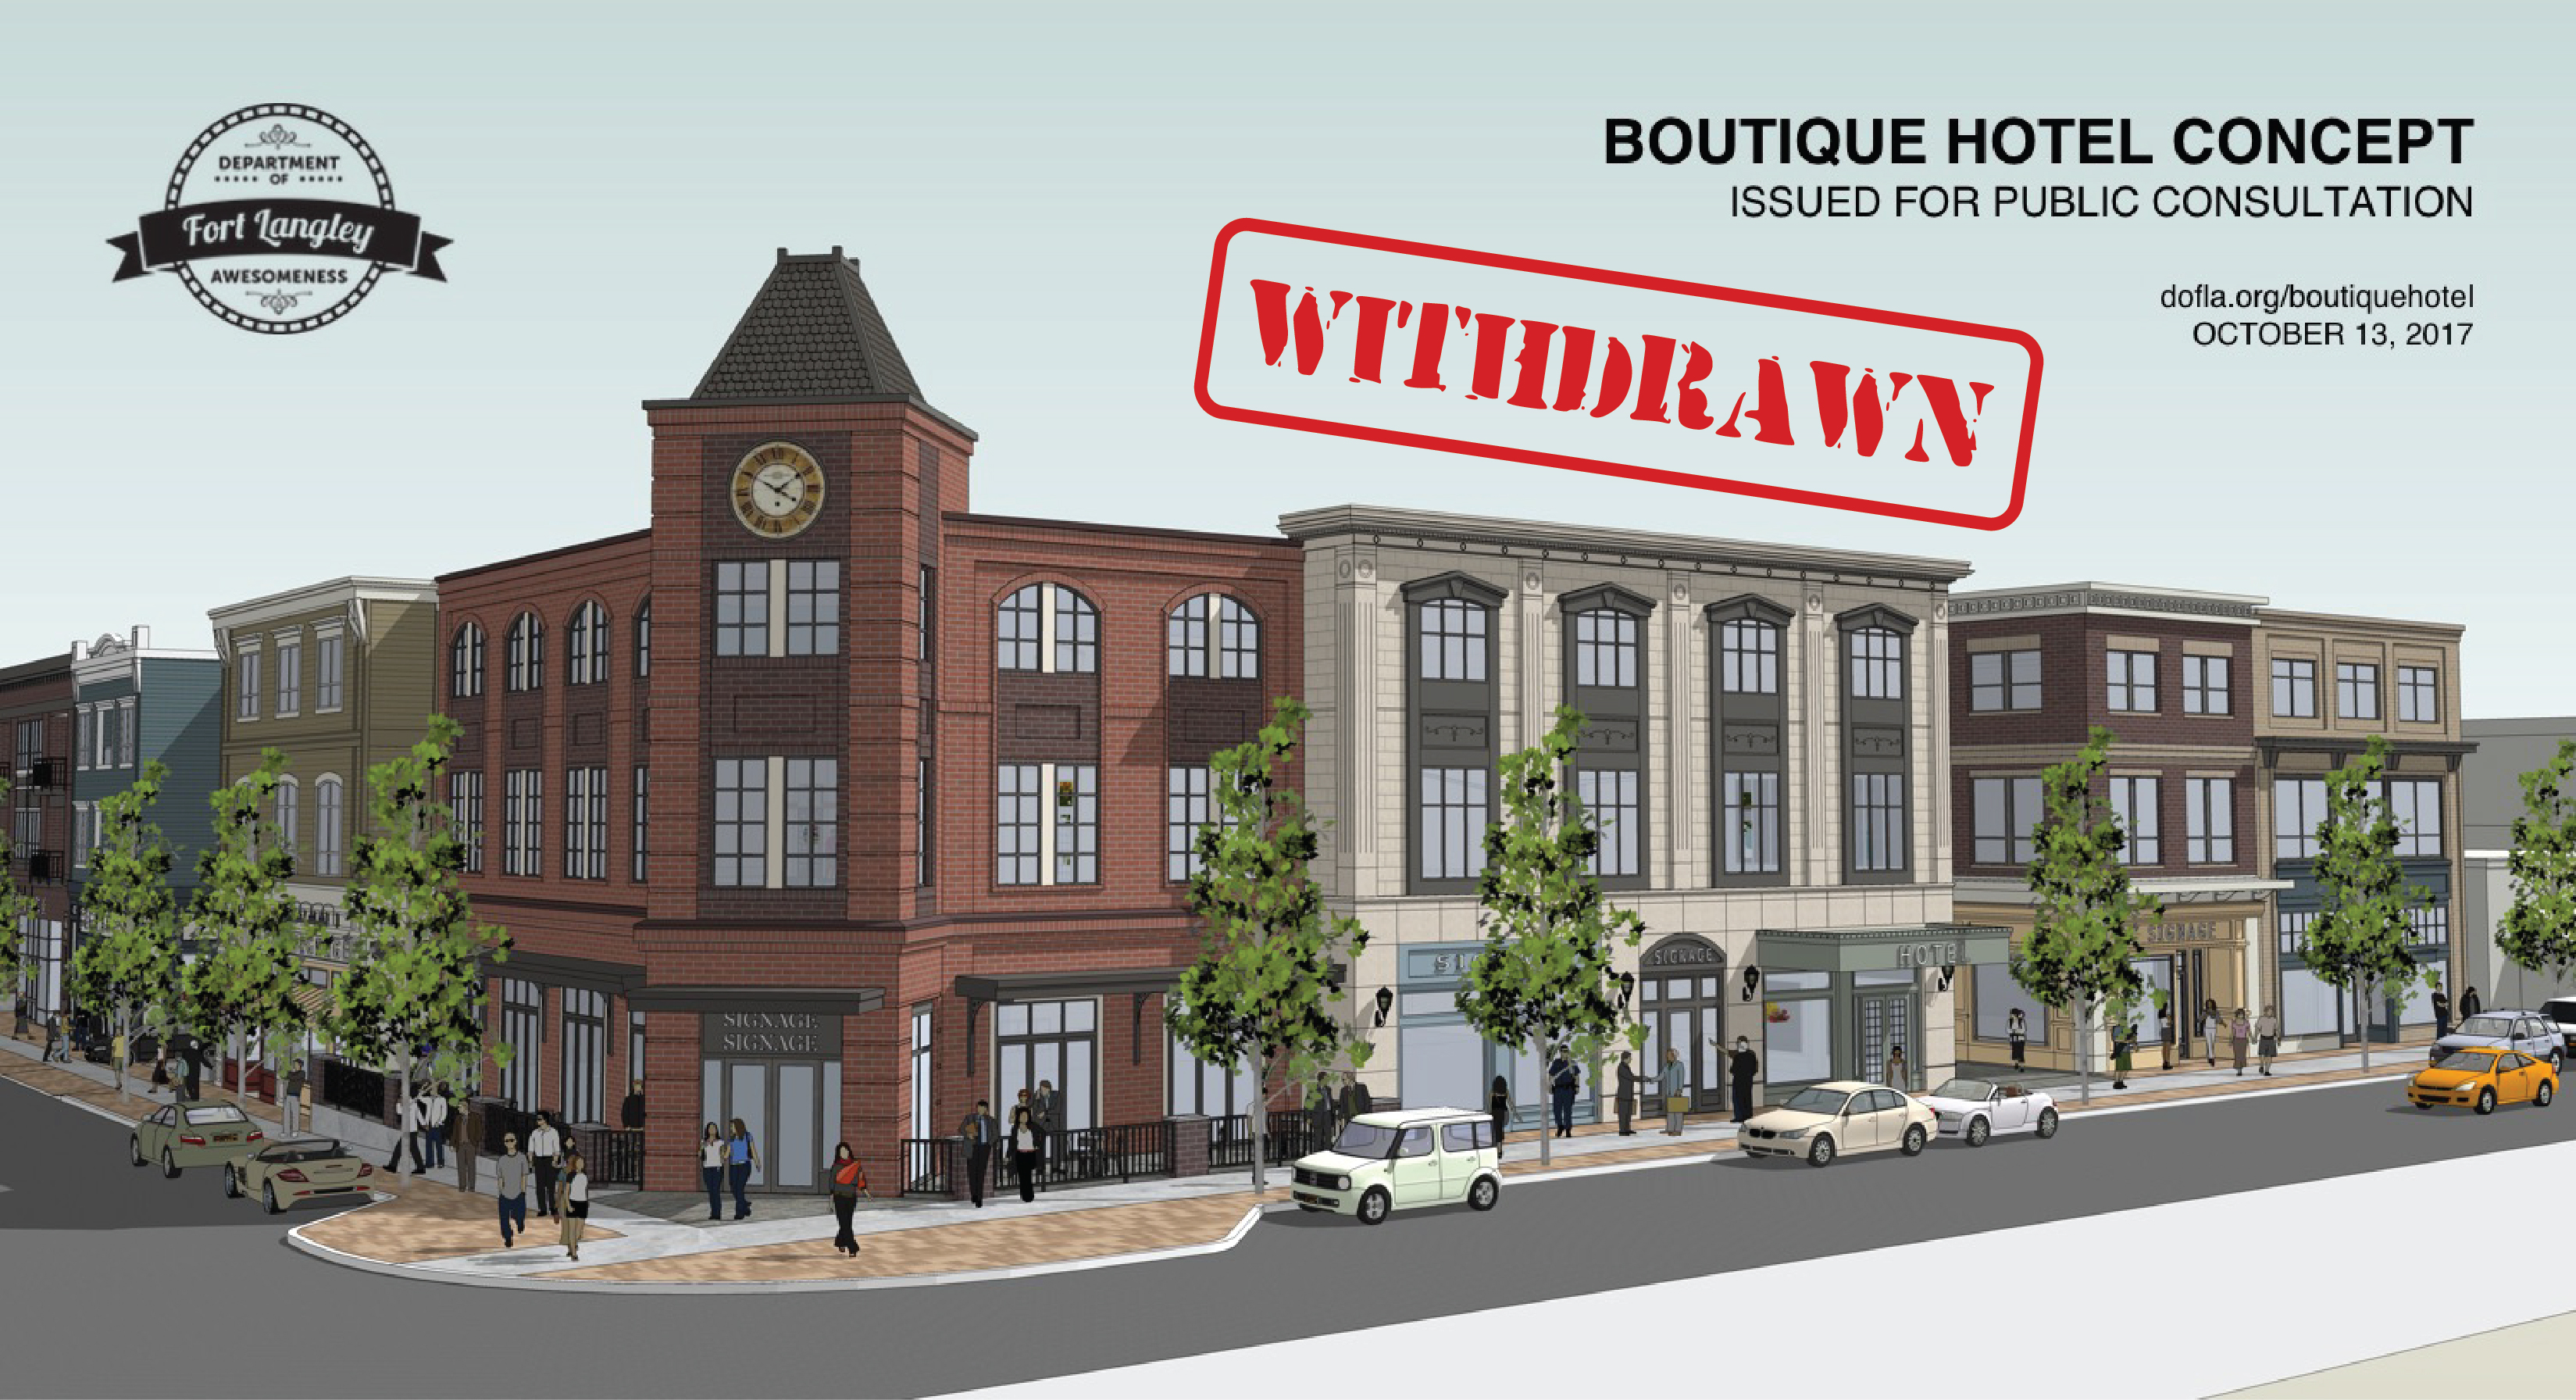 DEPARTMENT
OF
Fort Langley
AWESOMENESS
BOUTIQUE HOTEL CONCEPT
ISSUED FOR PUBLIC CONSULTATION
dofla.org/boutiquehotel
OCTOBER 13, 2017
WITHDRAWN
SIGNAGE
HOTEL
SIGNAGE
SIGNAGE
SIGNAGE